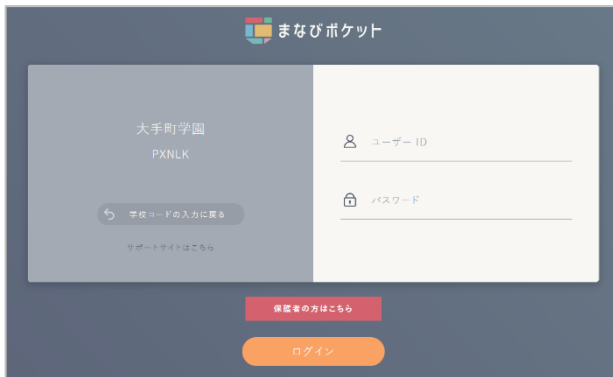 まなびポケット
大手町学園
PXNLK
学校コードの入力に戻る
サポートサイトはこちら
ユーザー ID
パスワード
保護者の方はこちら
ログイン